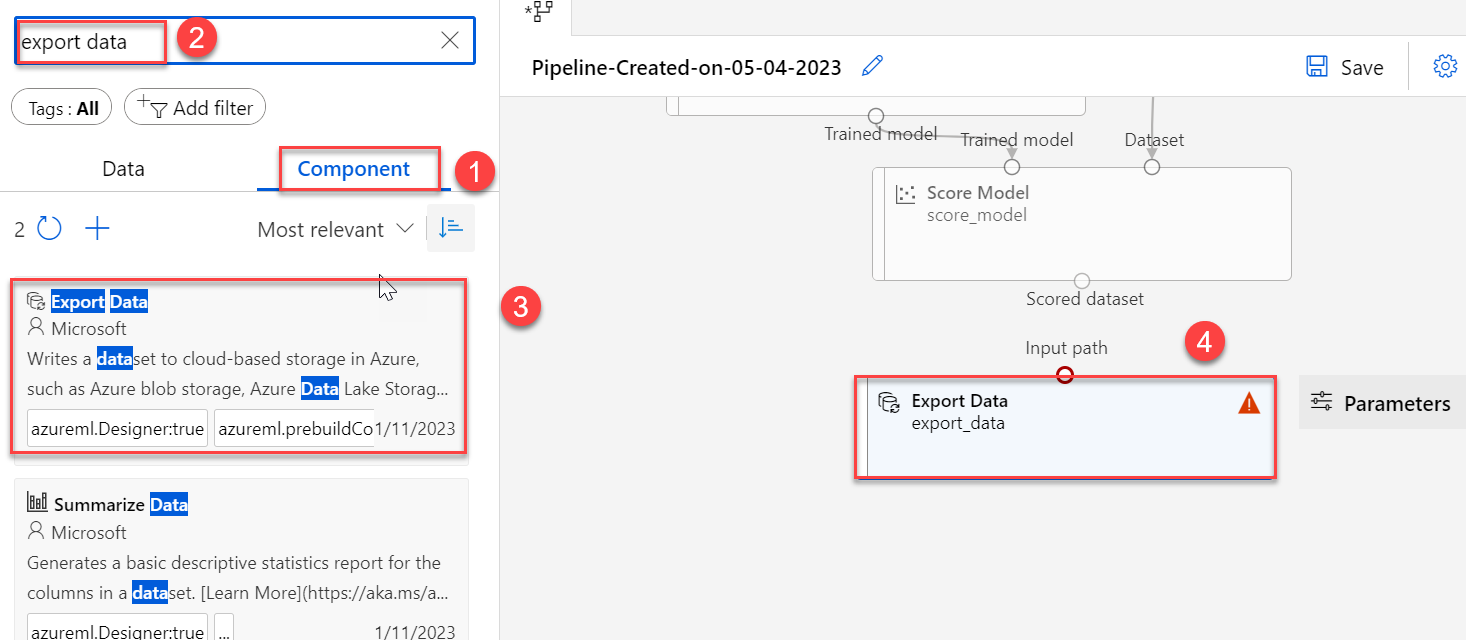 export data
2
Tags : All
Add filter
Data
Component
1
2
Most relevant
Export Data
Microsoft
Writes a dataset to cloud-based storage in Azure,
such as Azure blob storage, Azure Data Lake Storag...
azureml.Designer:true
azureml.prebuildCo
1/11/2023
3
Summarize Data
Microsoft
Generates a basic descriptive statistics report for the
columns in a dataset. [Learn More](https://aka.ms/a...
azureml.Designer:true
...
1/11/2023
Pipeline-Created-on-05-04-2023
Save
Trained model
Trained model
Dataset
Score Model
score_model
Scored dataset
Input path
4
Export Data
export_data
Parameters